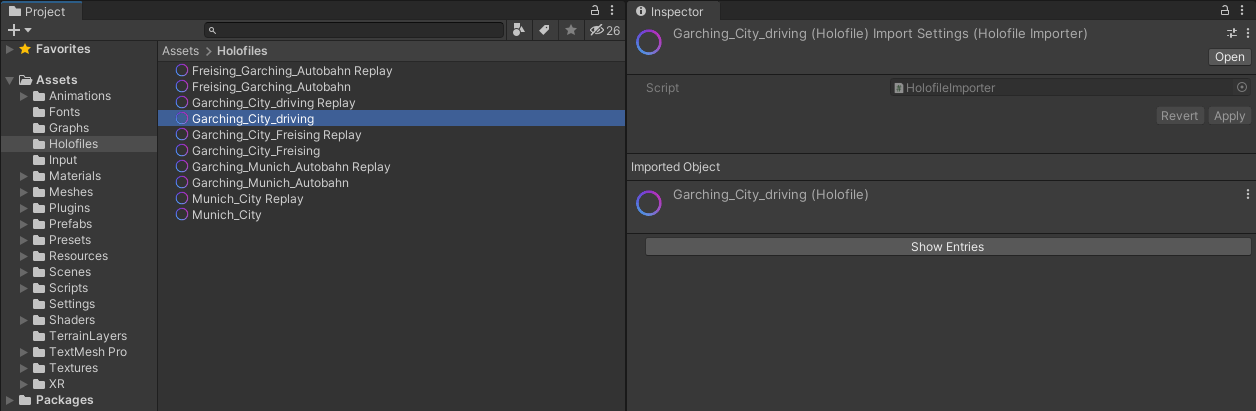 Project
26
Favorites
Assets
Animations
Fonts
Graphs
Holofiles
Input
Materials
Meshes
Plugins
Prefabs
Presets
Resources
Scenes
Scripts
Settings
Shaders
TerrainLayers
TextMesh Pro
Textures
XR
Packages
Assets > Holofiles
Freising_Garching_Autobahn Replay
Freising_Garching_Autobahn
Garching_City_driving Replay
Garching_City_driving
Garching_City_Freising Replay
Garching_City_Freising
Garching_Munich_Autobahn Replay
Garching_Munich_Autobahn
Munich_City Replay
Munich_City
Inspector
Garching_City_driving (Holofile) Import Settings (Holofile Importer)
Open
Script HolofileImporter
Revert Apply
Imported Object
Garching_City_driving (Holofile)
Show Entries